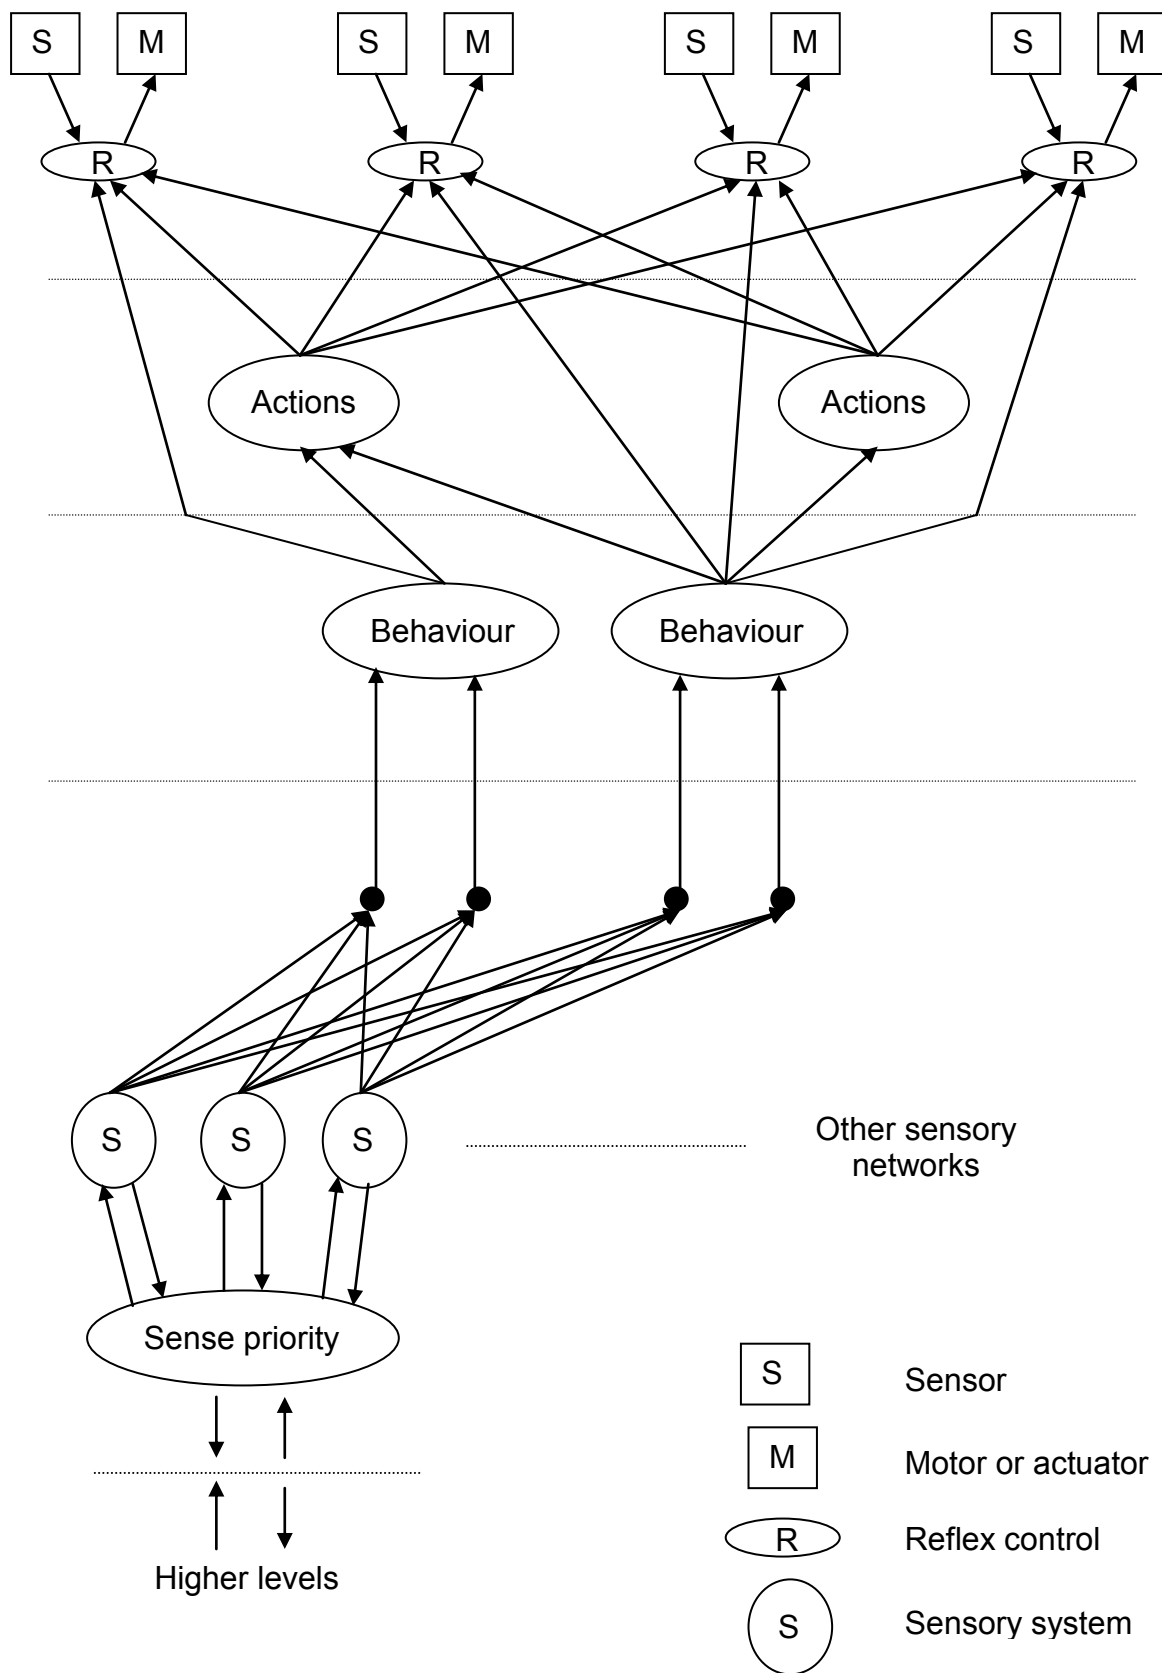 S M S M S M S M
R R R R
Actions Actions
Behaviour Behaviour
S S S
Other sensory
networks
Sense priority
Higher levels
S Sensor
M Motor or actuator
R Reflex control
S Sensory system